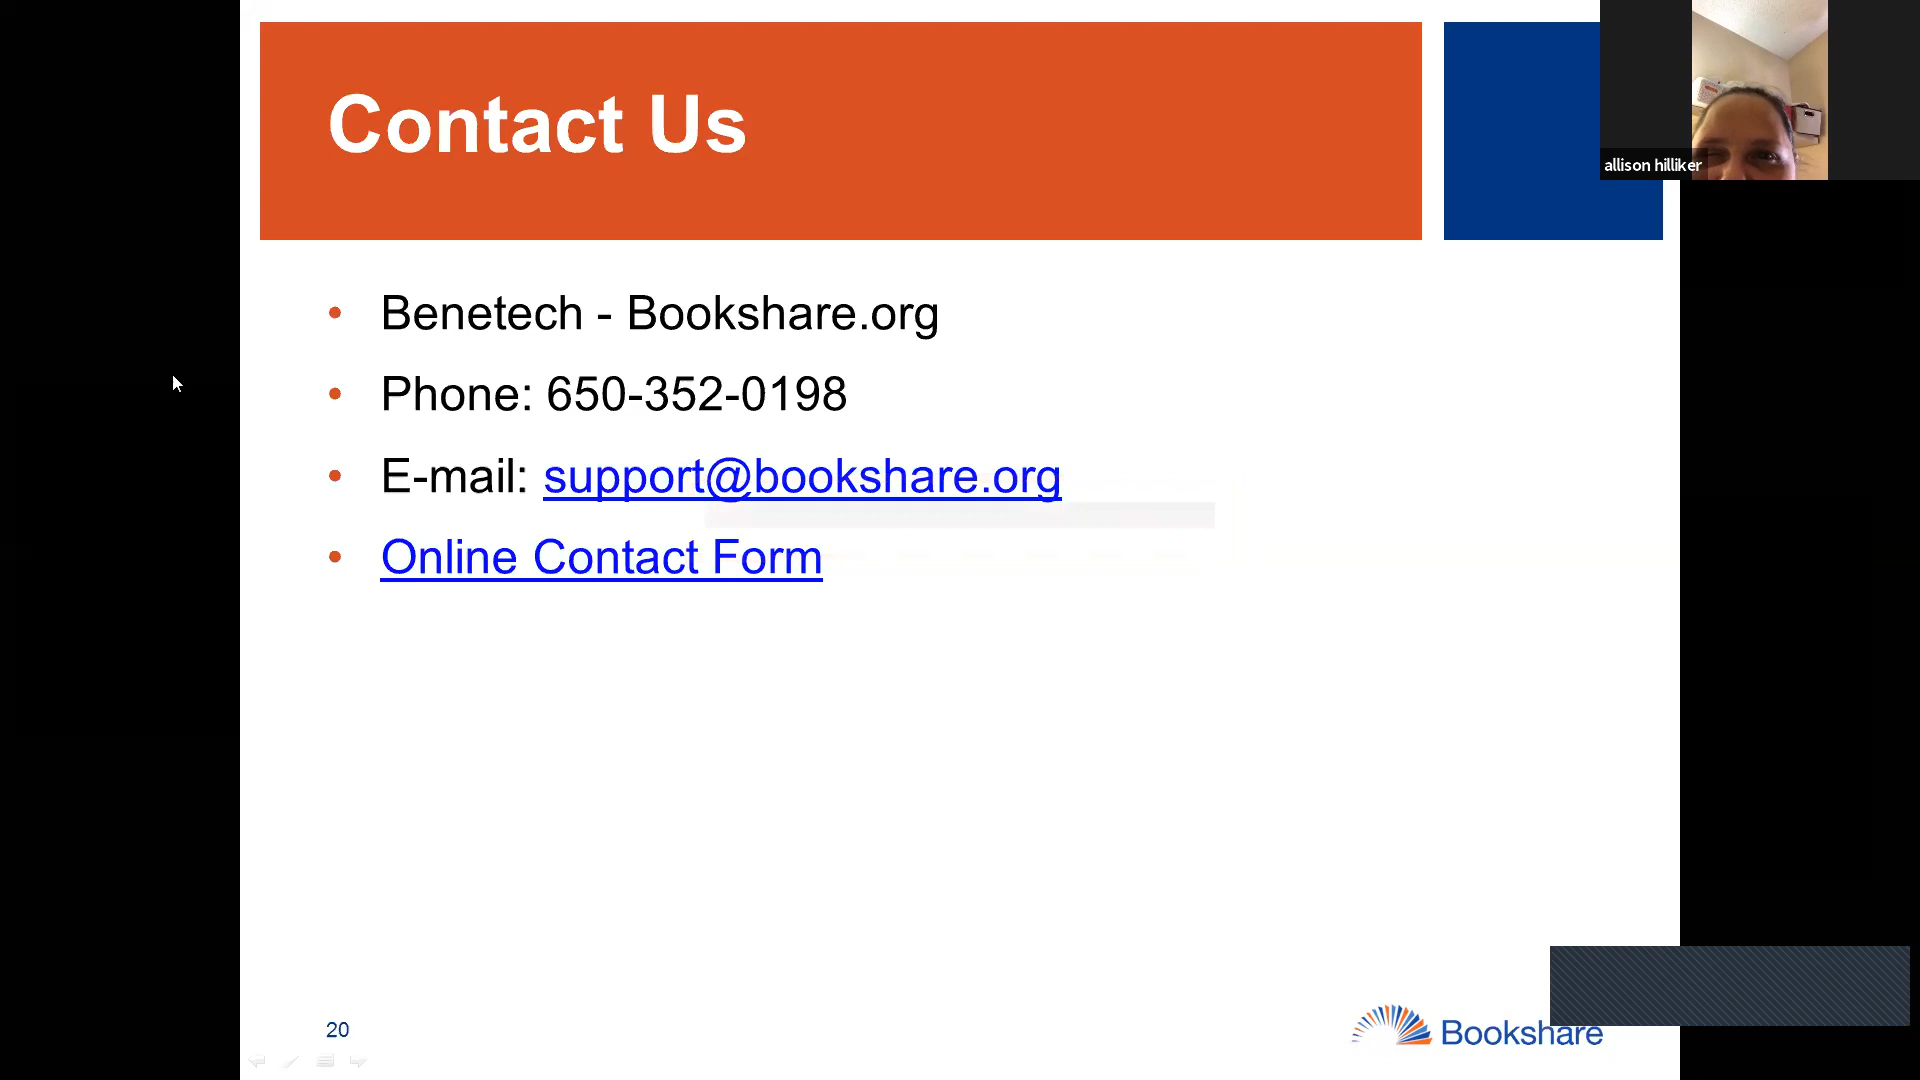 Contact Us
allison hilliker
• Benetech - Bookshare.org
• Phone: 650-352-0198
• E-mail: support@bookshare.org
• Online Contact Form
20
Bookshare